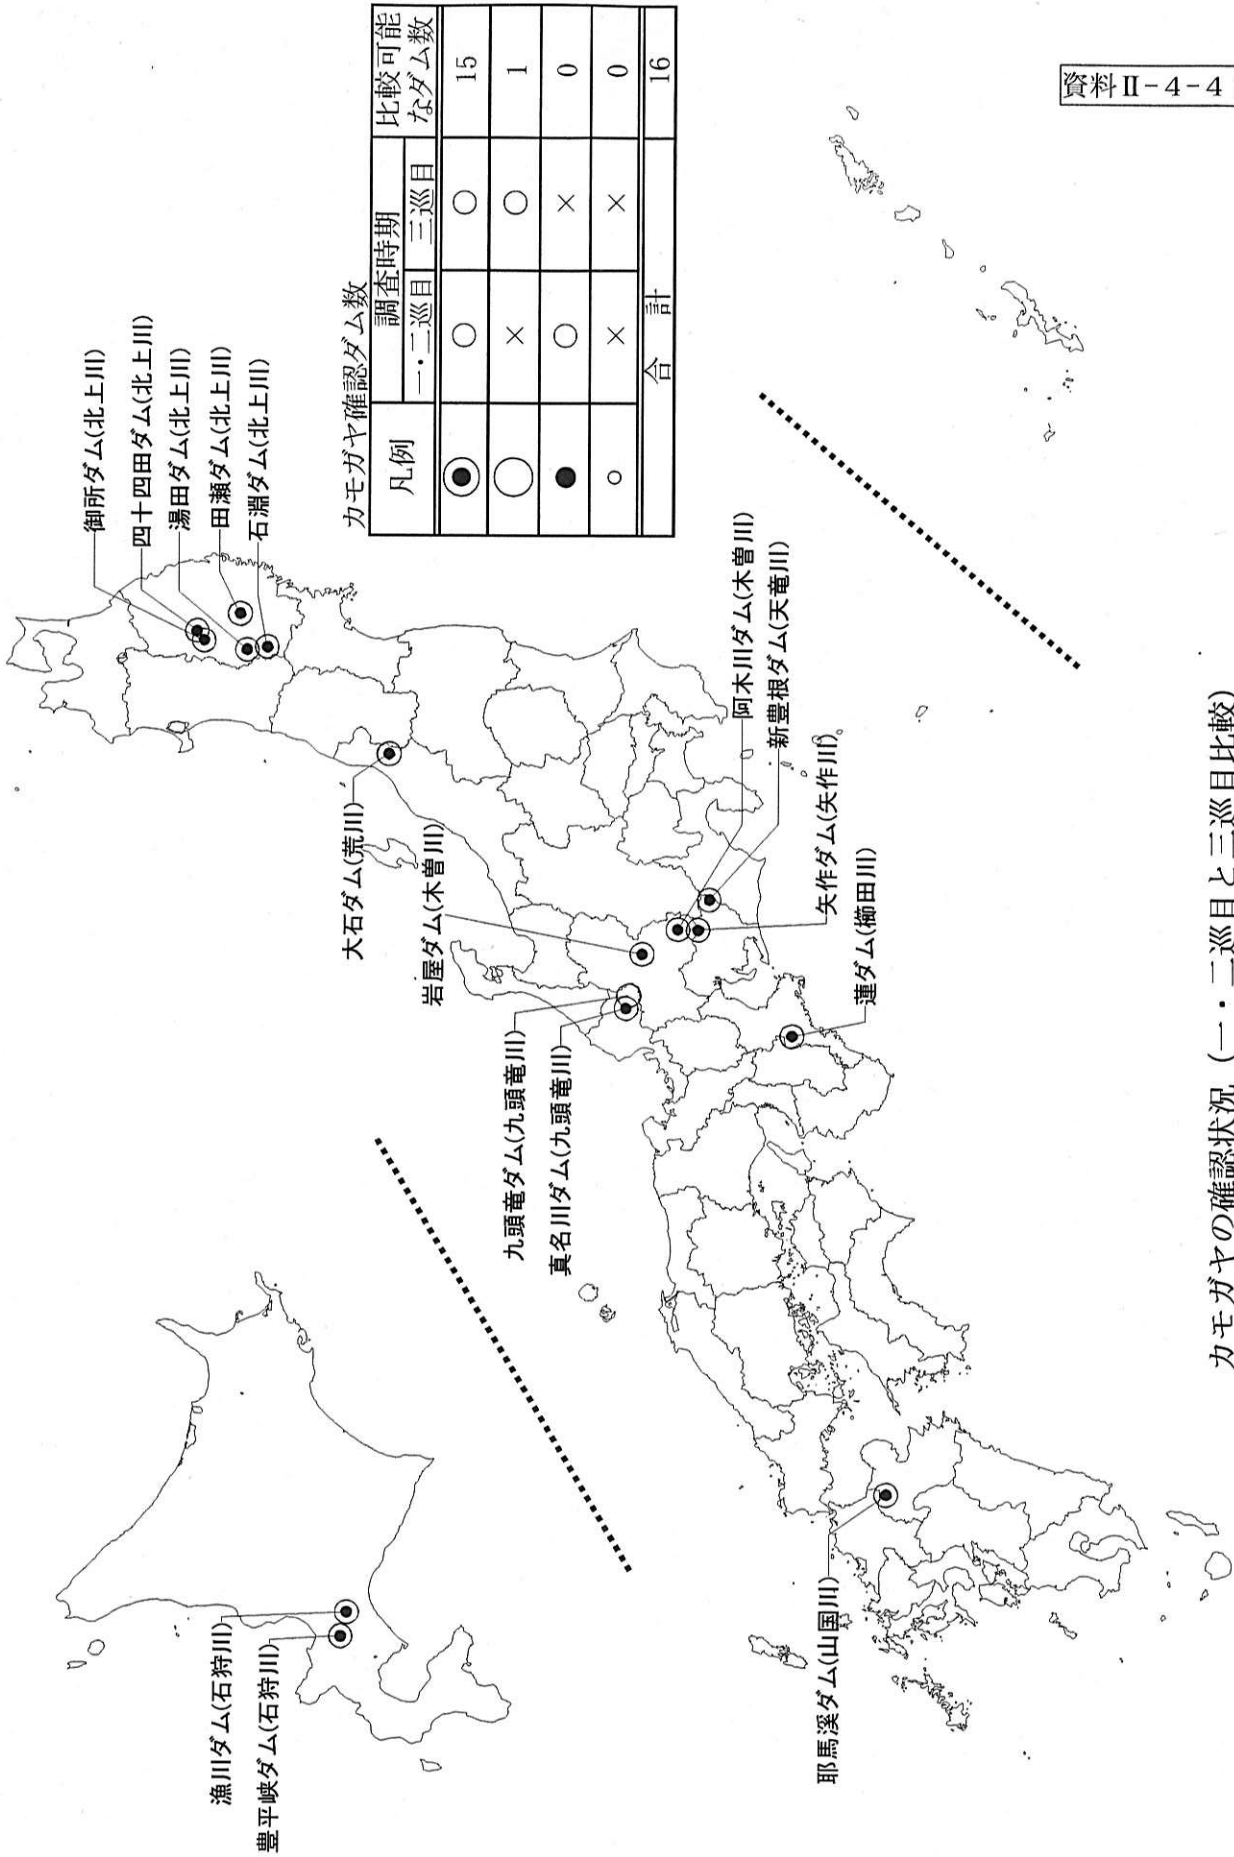 資料Ⅱ-4-4
カモガヤ確認ダム数
凡例 調査時期 比較可能なダム数
一・二巡目 三巡目
◉ ○ ○ 15
○ × ○ 1
● ○ × 0
○ × × 0
合計 16
御所ダム(北上川)
四十四田ダム(北上川)
湯田ダム(北上川)
田瀬ダム(北上川)
石淵ダム(北上川)
大石ダム(荒川)
岩屋ダム(木曽川)
九頭竜ダム(九頭竜川)
真名川ダム(九頭竜川)
阿木川ダム(木曽川)
新豊根ダム(天竜川)
矢作ダム(矢作川)
蓮ダム(櫛田川)
漁川ダム(石狩川)
豊平峡ダム(石狩川)
耶馬溪ダム(山国川)
カモガヤの確認状況（一・二巡目と三巡目比較）